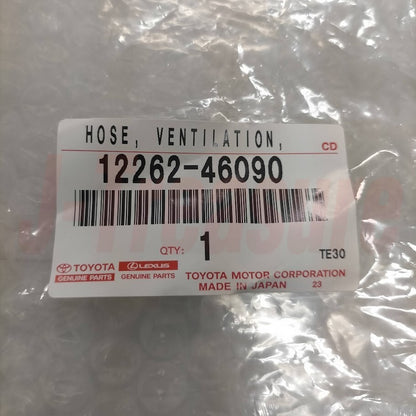 HOSE, VENTILATION,
CD
12262-46090
QTY: 1
TE30
TOYOTA LEXUS TOYOTA MOTOR CORPORATION
GENUINE PARTS GENUINE PARTS MADE IN JAPAN 23